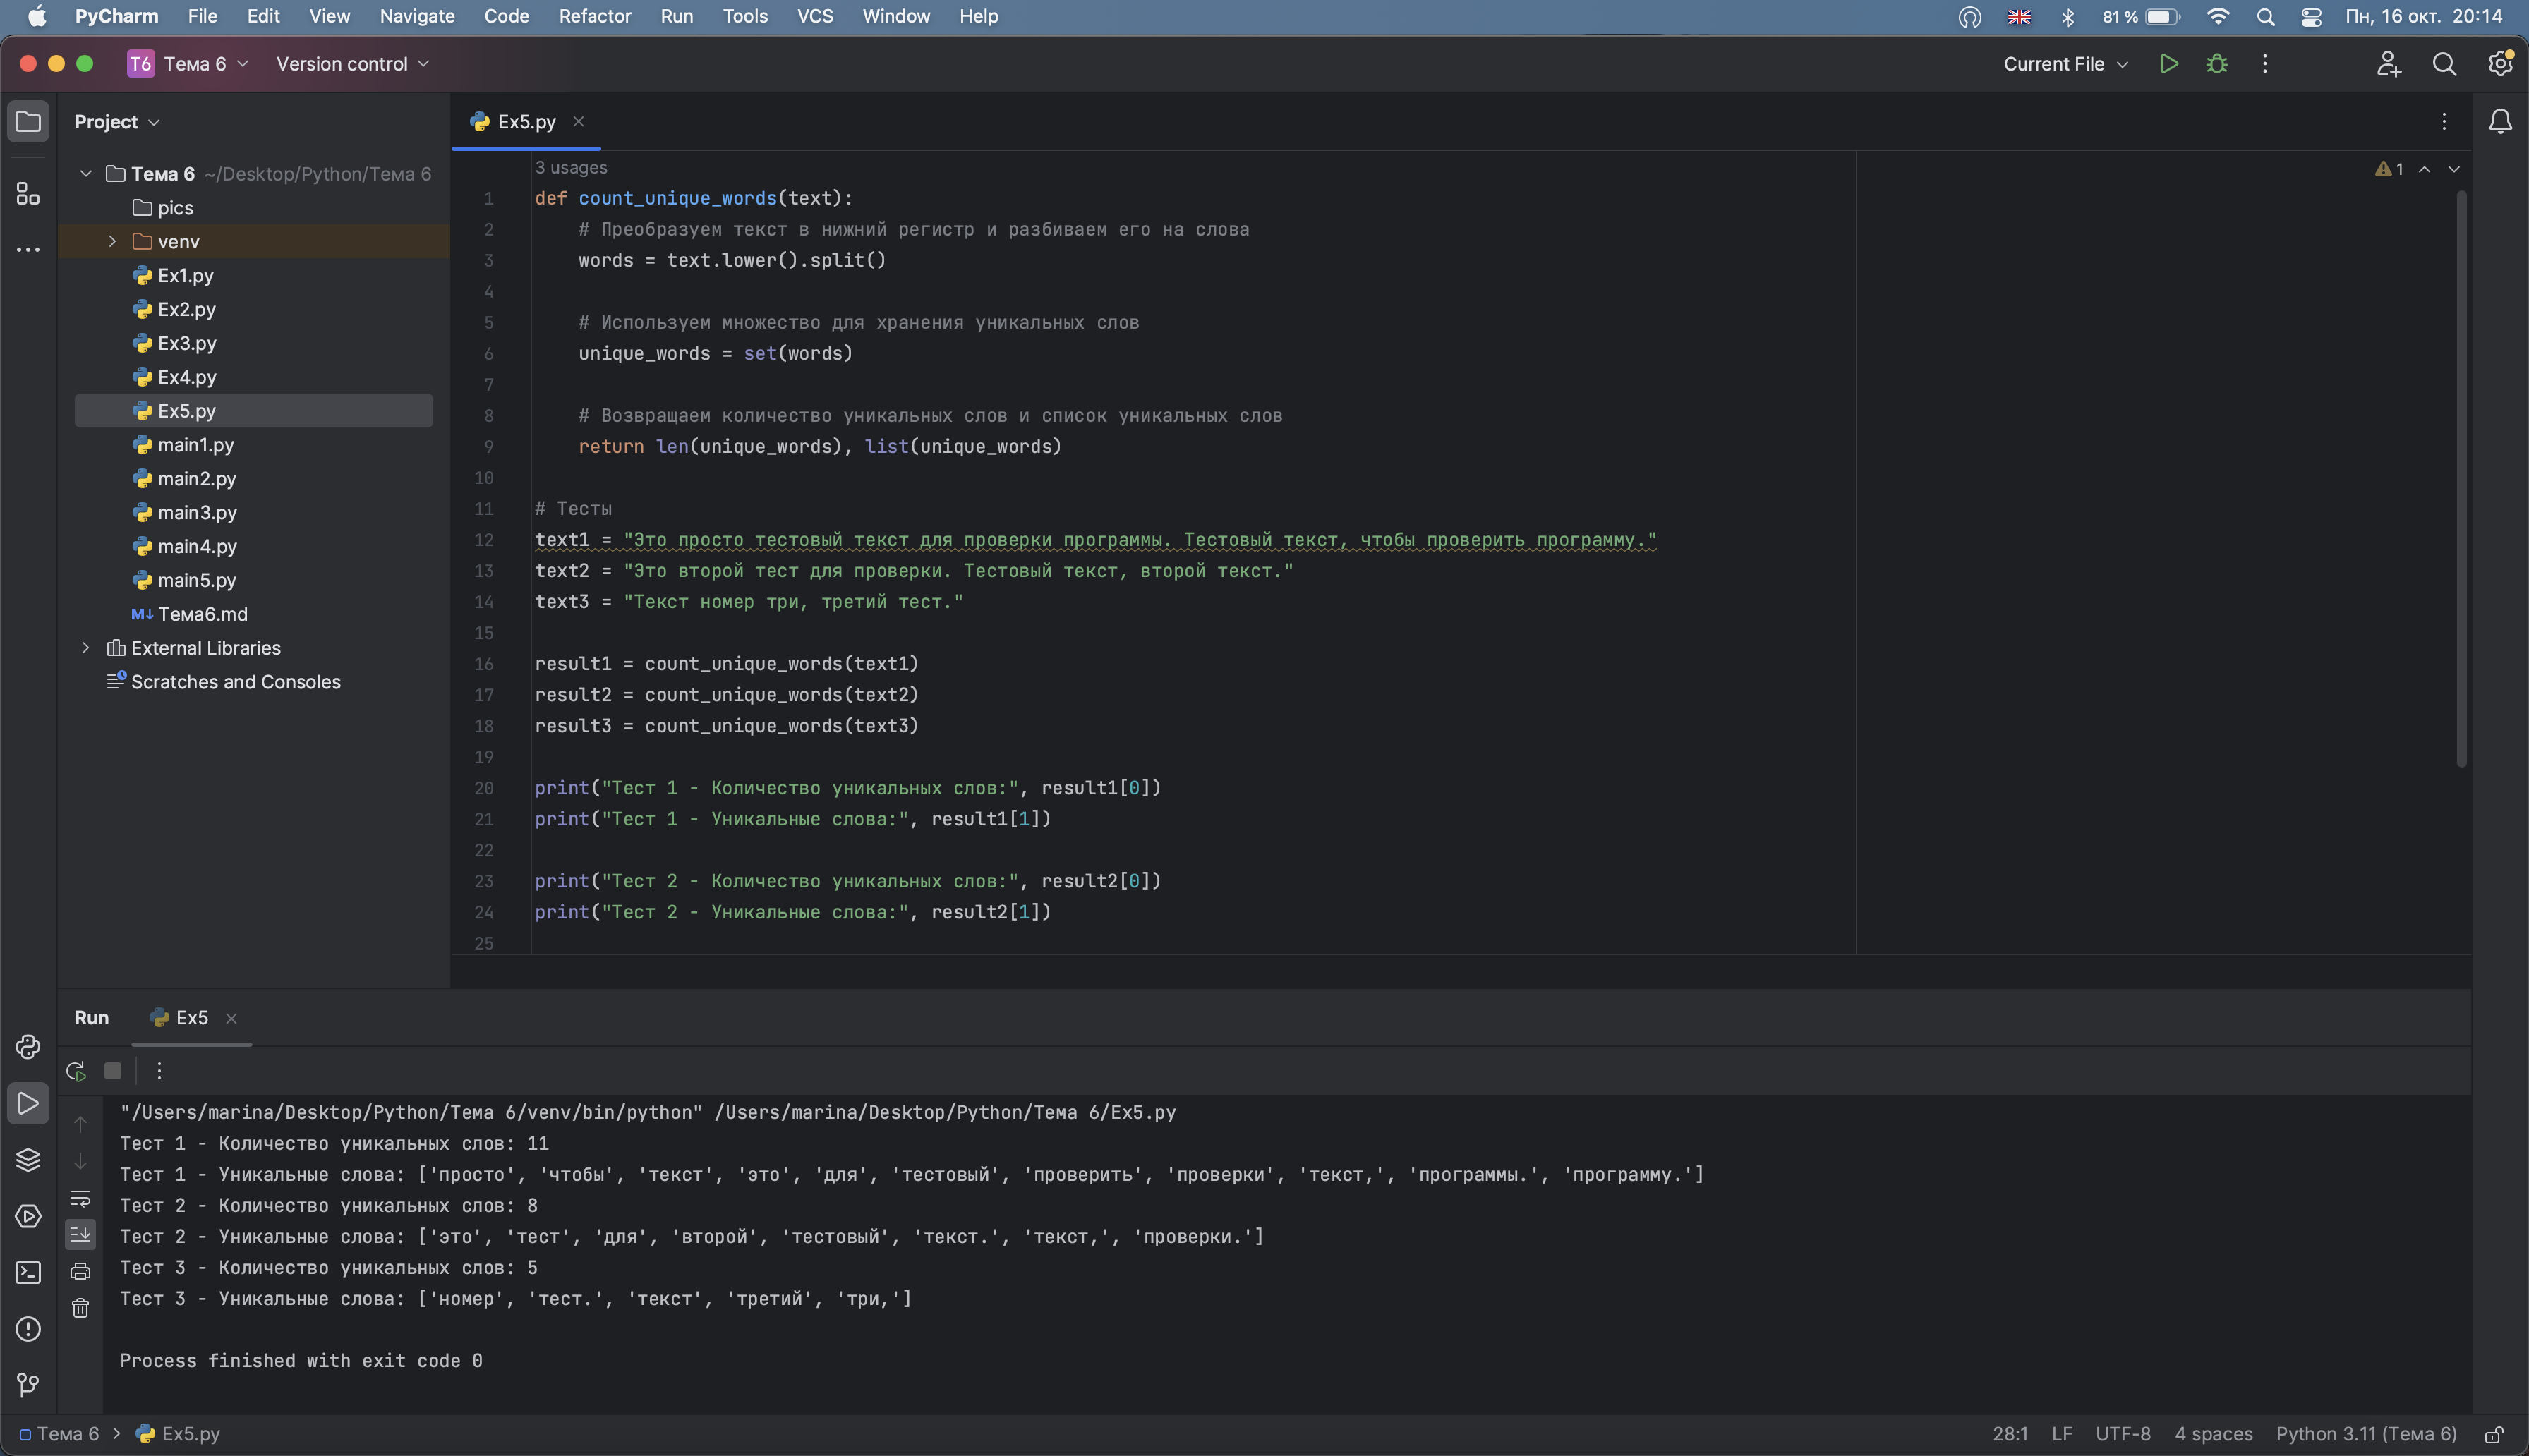 PyCharm File Edit View Navigate Code Refactor Run Tools VCS Window Help 81 % Пн, 16 окт. 20:14
T6 Тема 6 Version control Current File
Project
Ex5.py
Тема 6 ~/Desktop/Python/Тема 6
pics
venv
Ex1.py
Ex2.py
Ex3.py
Ex4.py
Ex5.py
main1.py
main2.py
main3.py
main4.py
main5.py
M↓ Тема6.md
External Libraries
Scratches and Consoles
3 usages
1
1 def count_unique_words(text):
2 # Преобразуем текст в нижний регистр и разбиваем его на слова
3 words = text.lower().split()
4
5 # Используем множество для хранения уникальных слов
6 unique_words = set(words)
7
8 # Возвращаем количество уникальных слов и список уникальных слов
9 return len(unique_words), list(unique_words)
10
11 # Тесты
12 text1 = "Это просто тестовый текст для проверки программы. Тестовый текст, чтобы проверить программу."
13 text2 = "Это второй тест для проверки. Тестовый текст, второй текст."
14 text3 = "Текст номер три, третий тест."
15
16 result1 = count_unique_words(text1)
17 result2 = count_unique_words(text2)
18 result3 = count_unique_words(text3)
19
20 print("Тест 1 - Количество уникальных слов:", result1[0])
21 print("Тест 1 - Уникальные слова:", result1[1])
22
23 print("Тест 2 - Количество уникальных слов:", result2[0])
24 print("Тест 2 - Уникальные слова:", result2[1])
25
Run Ex5
"/Users/marina/Desktop/Python/Тема 6/venv/bin/python" /Users/marina/Desktop/Python/Тема 6/Ex5.py
Тест 1 - Количество уникальных слов: 11
Тест 1 - Уникальные слова: ['просто', 'чтобы', 'текст', 'это', 'для', 'тестовый', 'проверить', 'проверки', 'текст,', 'программы.', 'программу.']
Тест 2 - Количество уникальных слов: 8
Тест 2 - Уникальные слова: ['это', 'тест', 'для', 'второй', 'тестовый', 'текст.', 'текст,', 'проверки.']
Тест 3 - Количество уникальных слов: 5
Тест 3 - Уникальные слова: ['номер', 'тест.', 'текст', 'третий', 'три,']
Process finished with exit code 0
Тема 6 > Ex5.py 28:1 LF UTF-8 4 spaces Python 3.11 (Тема 6)